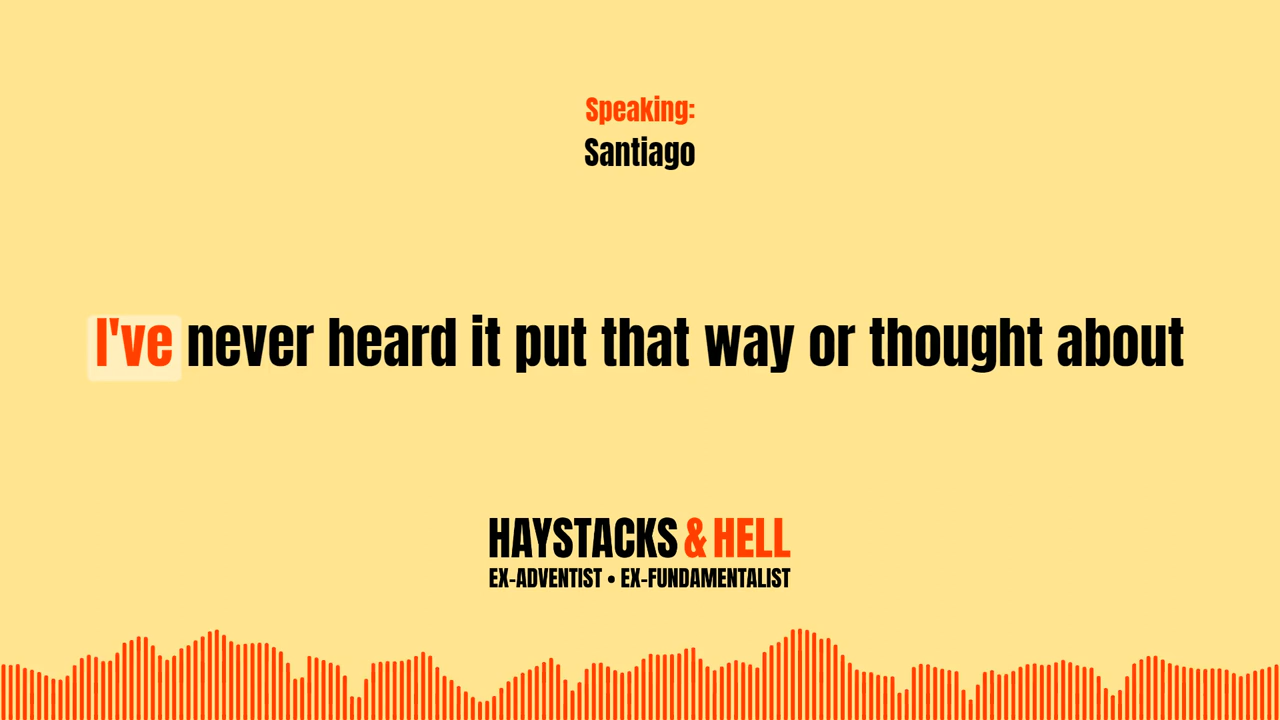 Speaking:
Santiago
I've never heard it put that way or thought about
HAYSTACKS & HELL
EX-ADVENTIST • EX-FUNDAMENTALIST